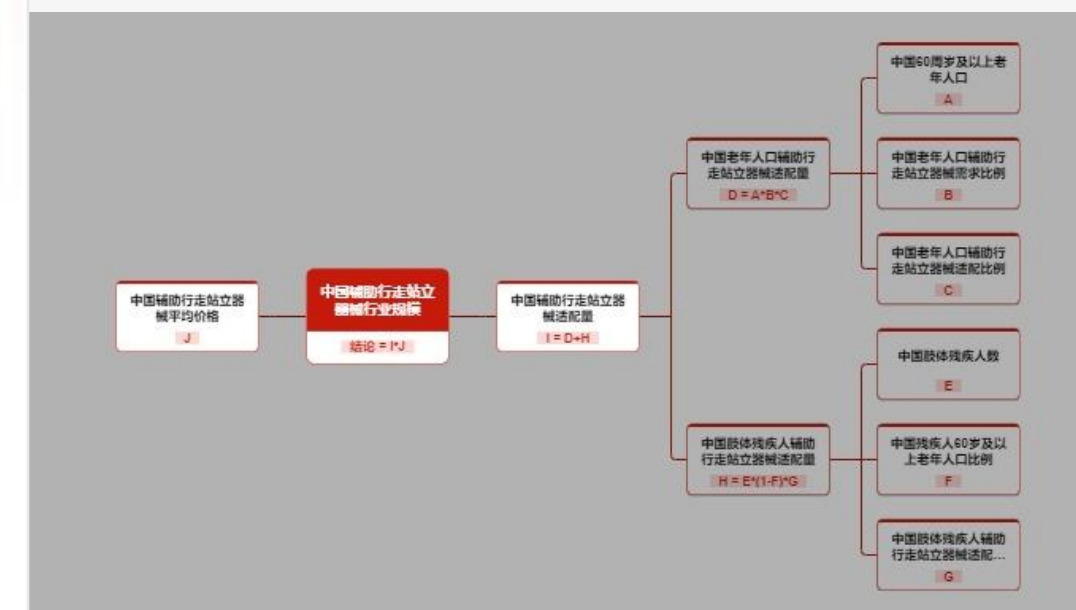 中国辅助行走站立器
械平均价格
J
中国辅助行走站立
器械行业规模
结论 = I*J
中国辅助行走站立器
械适配量
I = D+H
中国老年人口辅助行
走站立器械适配量
D = A*B*C
中国60周岁及以上老
年人口
A
中国老年人口辅助行
走站立器械需求比例
B
中国老年人口辅助行
走站立器械适配比例
C
中国肢体残疾人辅助
行走站立器械适配量
H = E*(1-F)*G
中国肢体残疾人数
E
中国残疾人60岁及以
上老年人口比例
F
中国肢体残疾人辅助
行走站立器械适配...
G